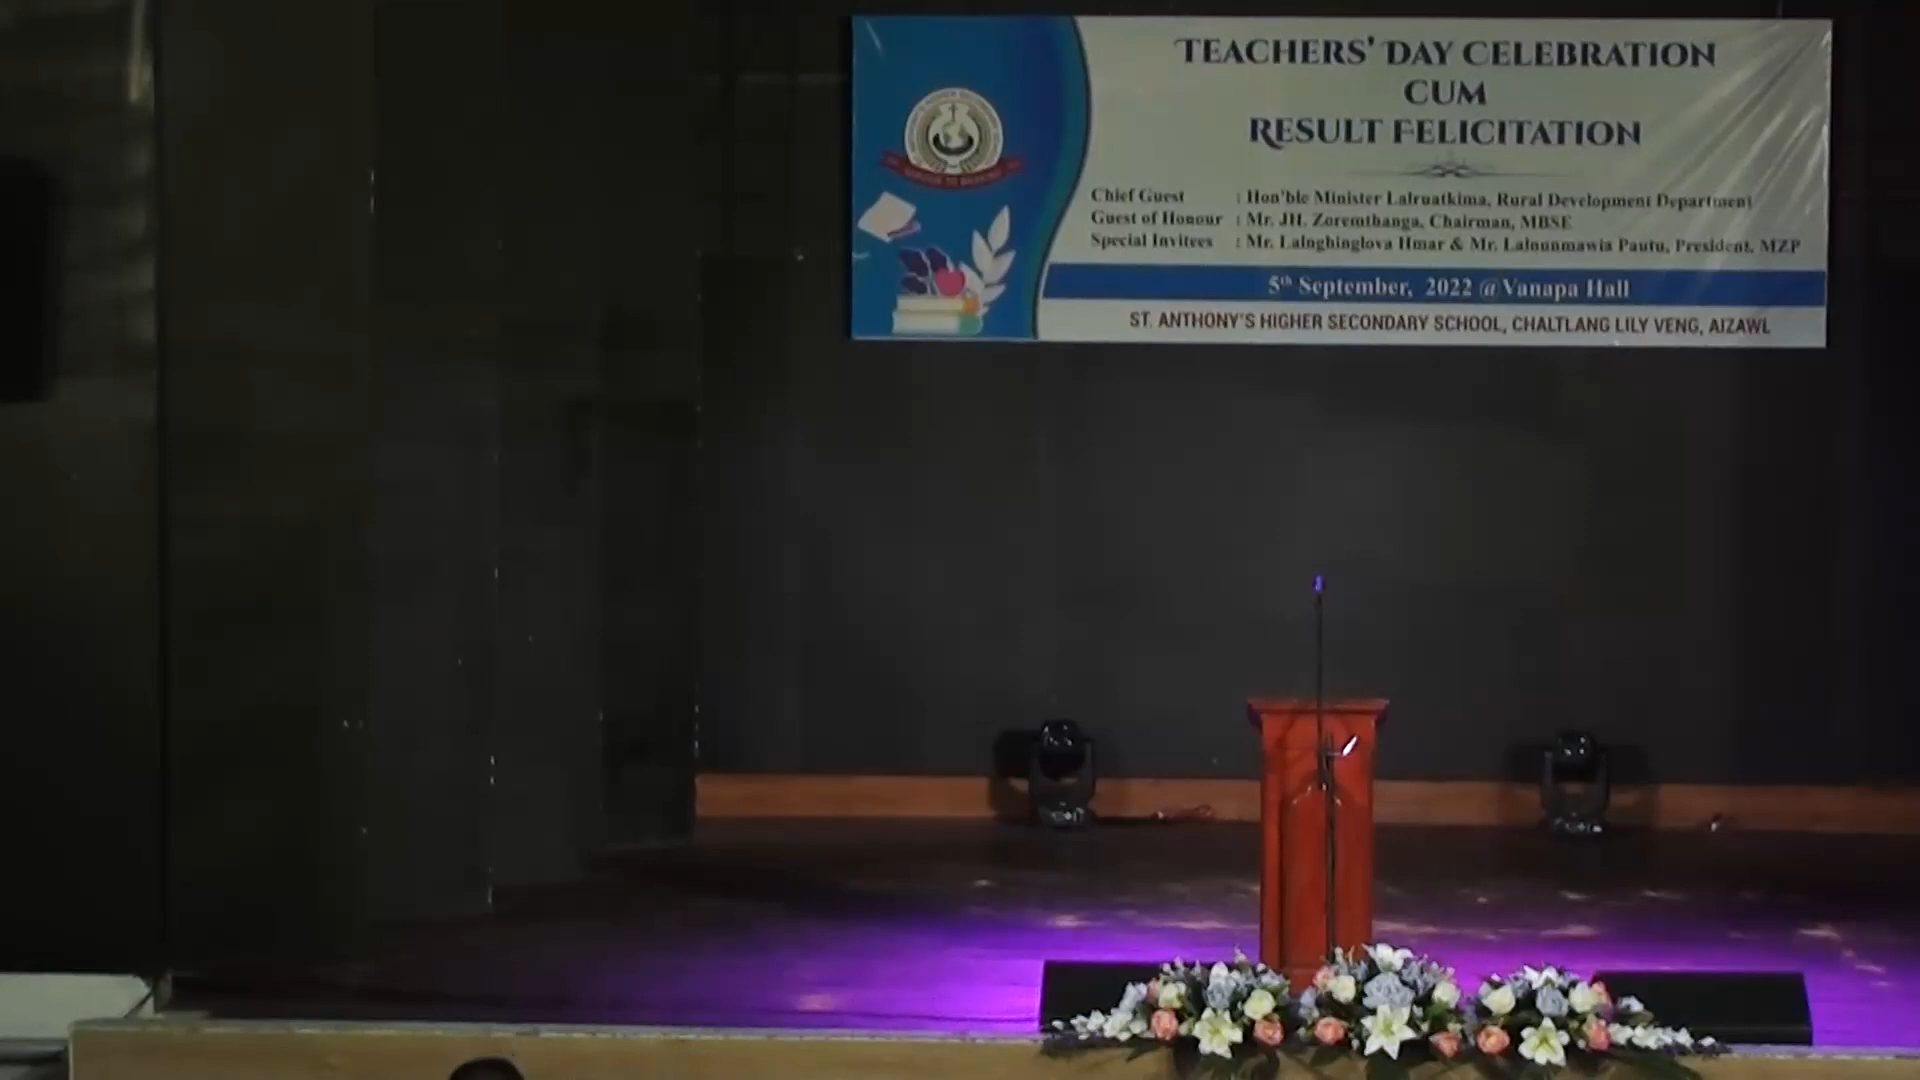 TEACHERS' DAY CELEBRATION
CUM
RESULT FELICITATION
Chief Guest : Hon'ble Minister Lalruatkima, Rural Development Department
Guest of Honour : Mr. JH. Zoremthanga, Chairman, MBSE
Special Invitees : Mr. Lalnghinglova Hmar & Mr. Lalnunmawia Pautu, President, MZP
5th September, 2022 @ Vanapa Hall
ST. ANTHONY'S HIGHER SECONDARY SCHOOL, CHALTLANG LILY VENG, AIZAWL